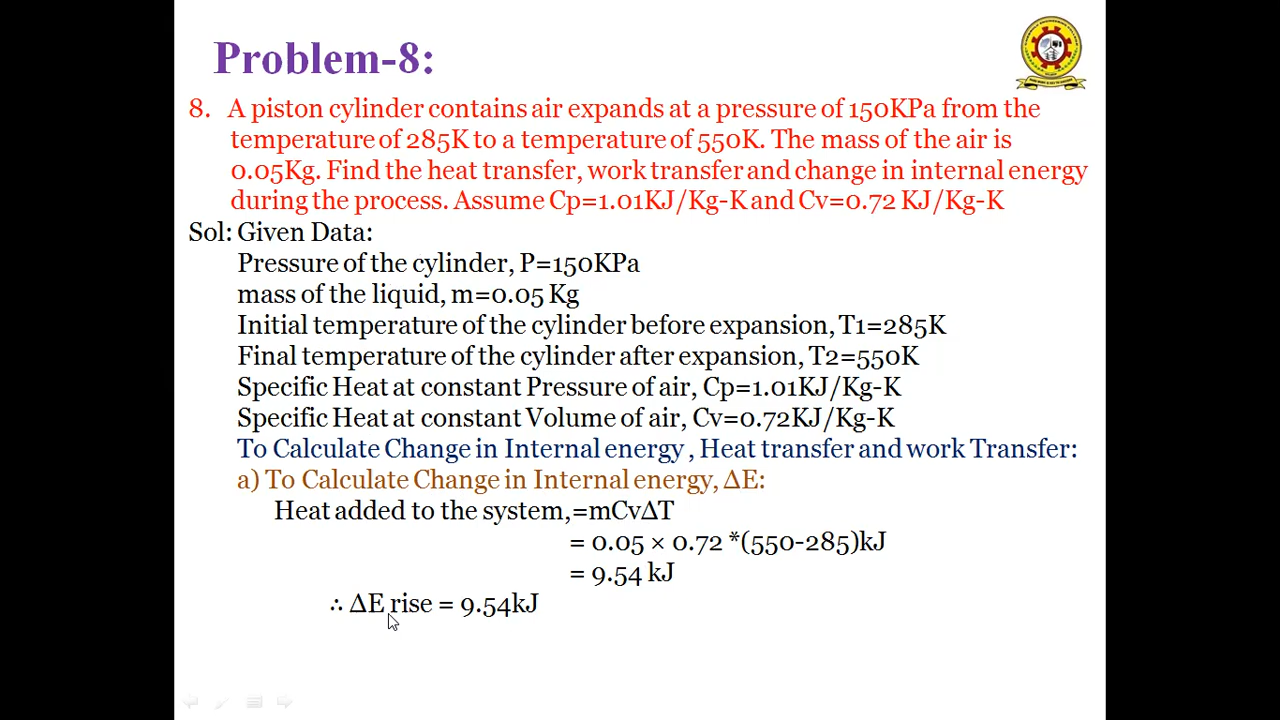 Problem-8:
8. A piston cylinder contains air expands at a pressure of 150KPa from the
temperature of 285K to a temperature of 550K. The mass of the air is
0.05Kg. Find the heat transfer, work transfer and change in internal energy
during the process. Assume Cp=1.01KJ/Kg-K and Cv=0.72 KJ/Kg-K
Sol: Given Data:
Pressure of the cylinder, P=150KPa
mass of the liquid, m=0.05 Kg
Initial temperature of the cylinder before expansion, T1=285K
Final temperature of the cylinder after expansion, T2=550K
Specific Heat at constant Pressure of air, Cp=1.01KJ/Kg-K
Specific Heat at constant Volume of air, Cv=0.72KJ/Kg-K
To Calculate Change in Internal energy , Heat transfer and work Transfer:
a) To Calculate Change in Internal energy, ΔE:
Heat added to the system,=mCvΔT
= 0.05 × 0.72 *(550-285)kJ
= 9.54 kJ
∴ ΔE rise = 9.54kJ